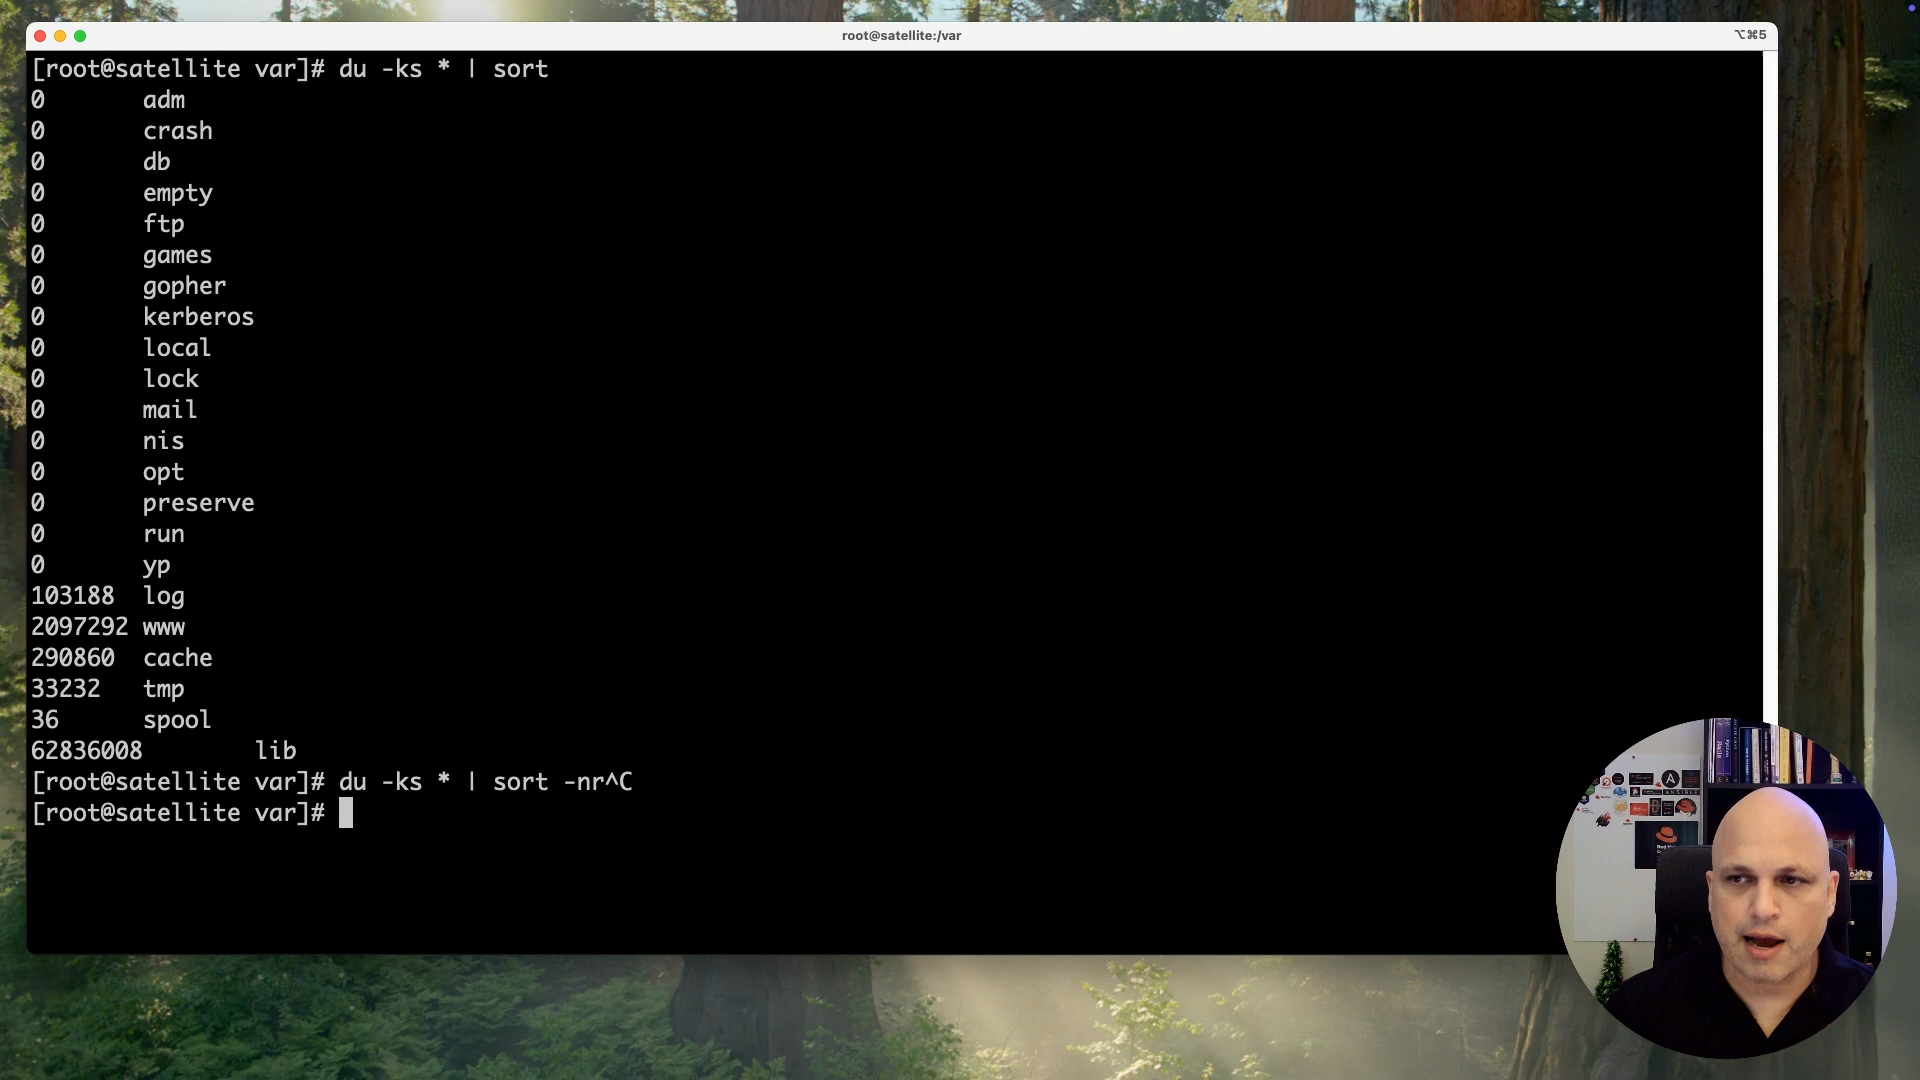 root@satellite:/var
⌥⌘5
[root@satellite var]# du -ks * | sort
0 adm
0 crash
0 db
0 empty
0 ftp
0 games
0 gopher
0 kerberos
0 local
0 lock
0 mail
0 nis
0 opt
0 preserve
0 run
0 yp
103188 log
2097292 www
290860 cache
33232 tmp
36 spool
62836008 lib
[root@satellite var]# du -ks * | sort -nr^C
[root@satellite var]#
ANSIBLE